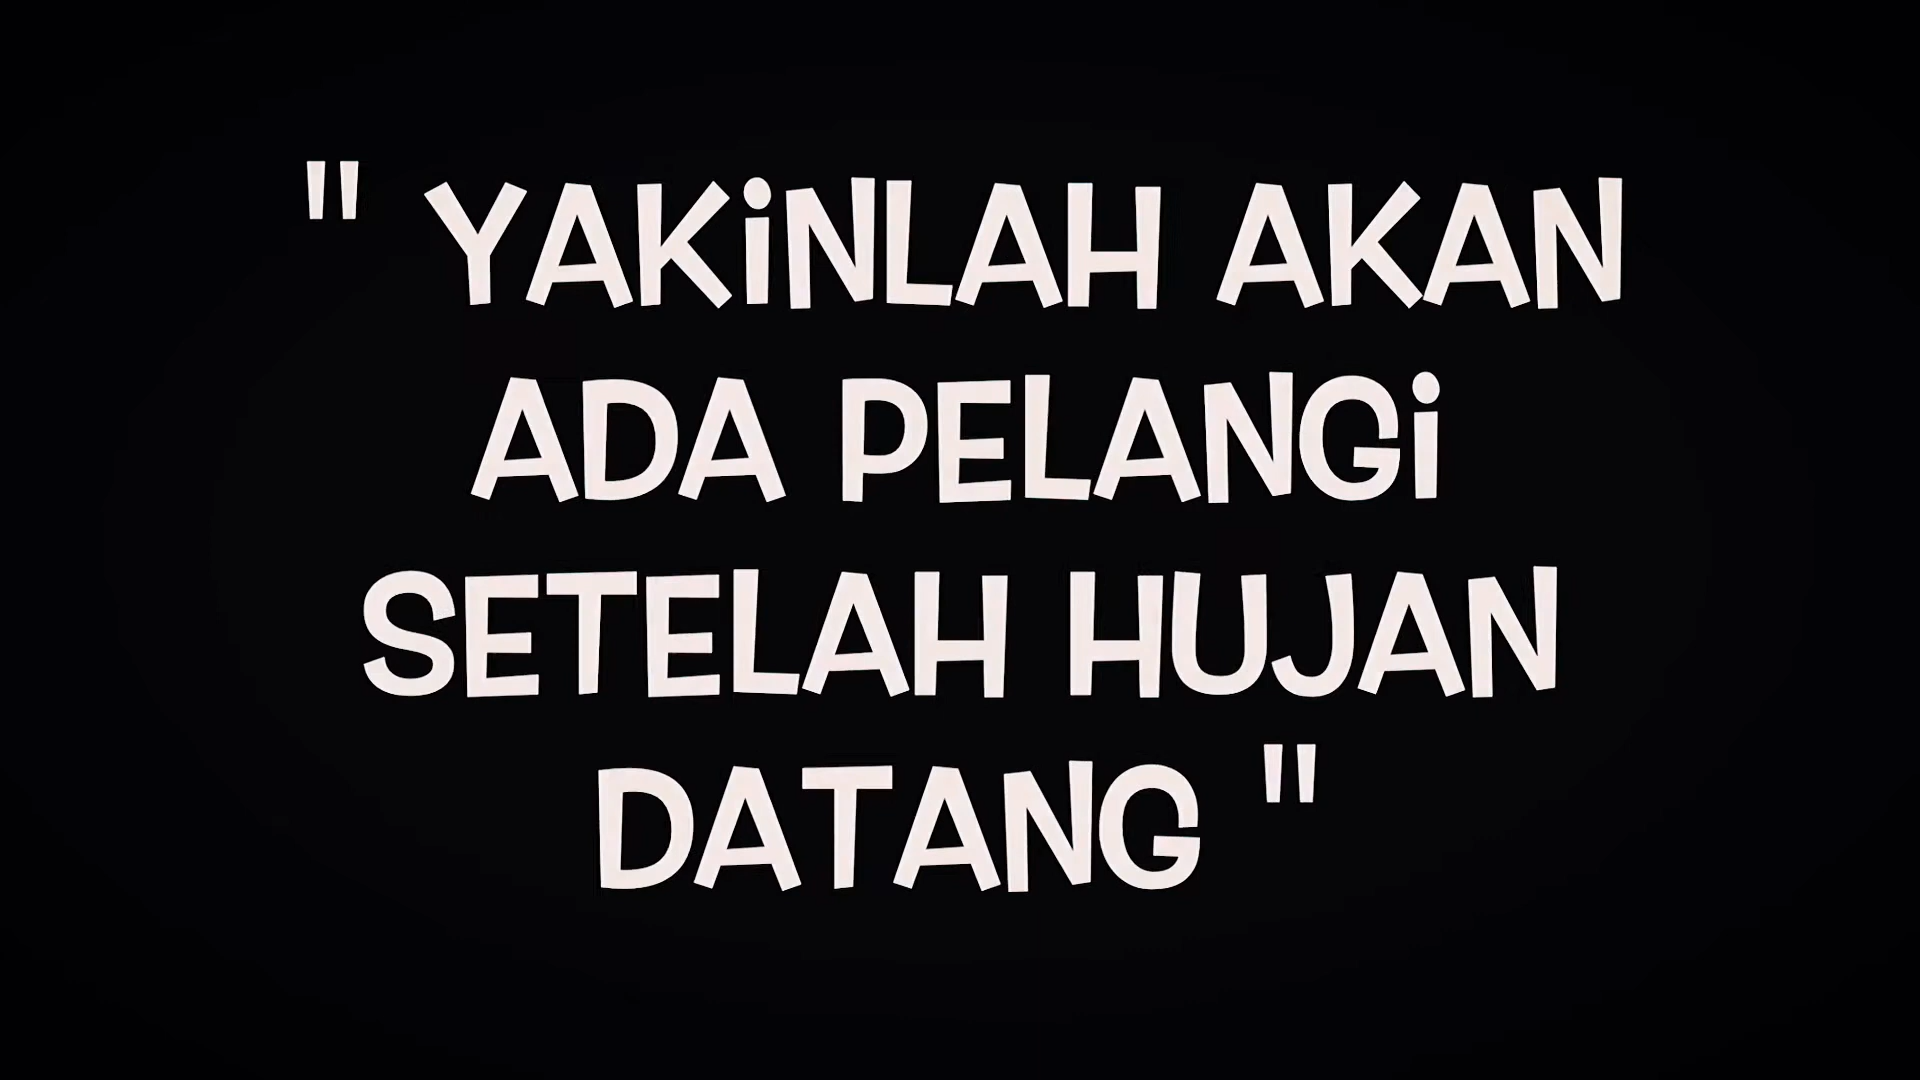 " YAKiNLAH AKAN
ADA PELANGi
SETELAH HUJAN
DATANG "